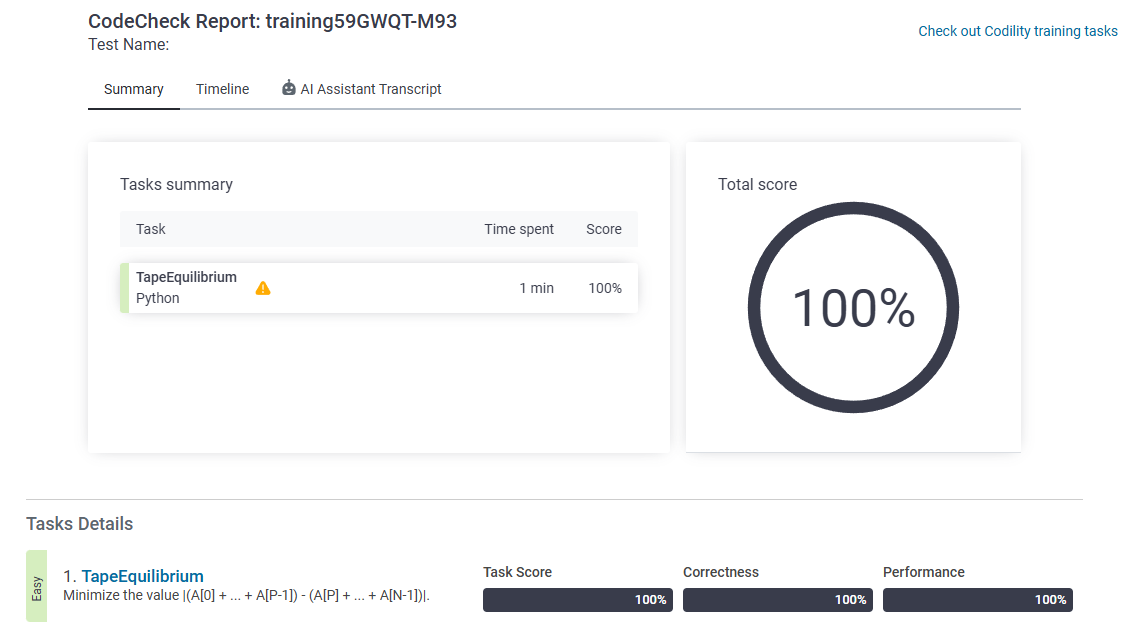 CodeCheck Report: training59GWQT-M93
Test Name:
Check out Codility training tasks
Summary Timeline AI Assistant Transcript
Tasks summary
Task Time spent Score
TapeEquilibrium
Python
1 min 100%
Total score
100%
Tasks Details
Easy
1. TapeEquilibrium
Minimize the value |(A[0] + ... + A[P-1]) - (A[P] + ... + A[N-1])|.
Task Score
100%
Correctness
100%
Performance
100%